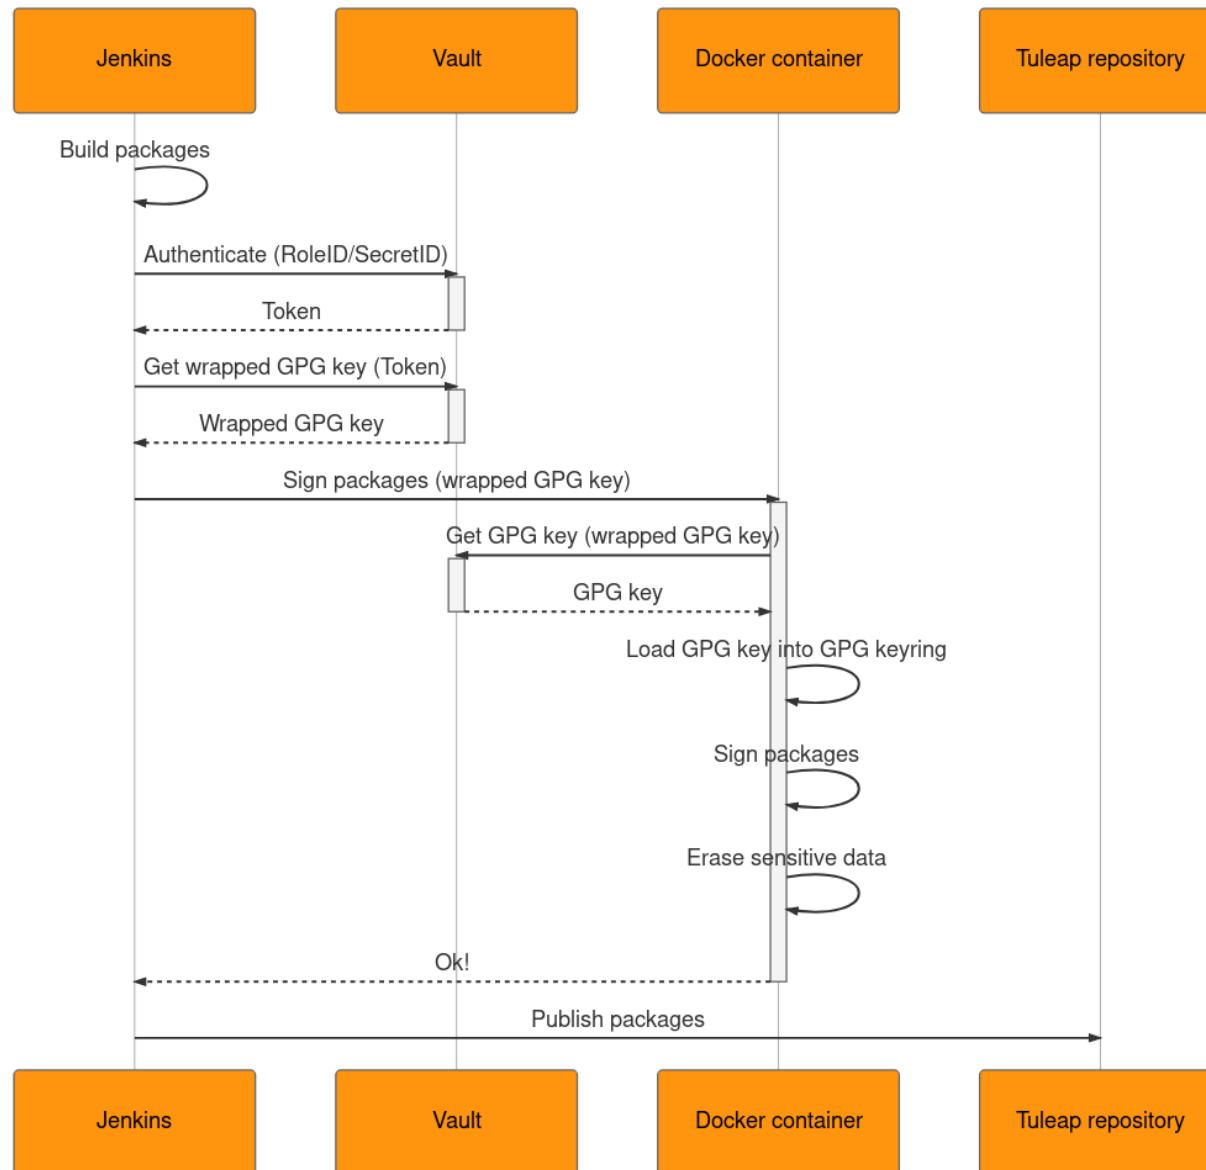 Jenkins
Vault
Docker container
Tuleap repository
Build packages
Authenticate (RoleID/SecretID)
Token
Get wrapped GPG key (Token)
Wrapped GPG key
Sign packages (wrapped GPG key)
Get GPG key (wrapped GPG key)
GPG key
Load GPG key into GPG keyring
Sign packages
Erase sensitive data
Ok!
Publish packages
Jenkins
Vault
Docker container
Tuleap repository